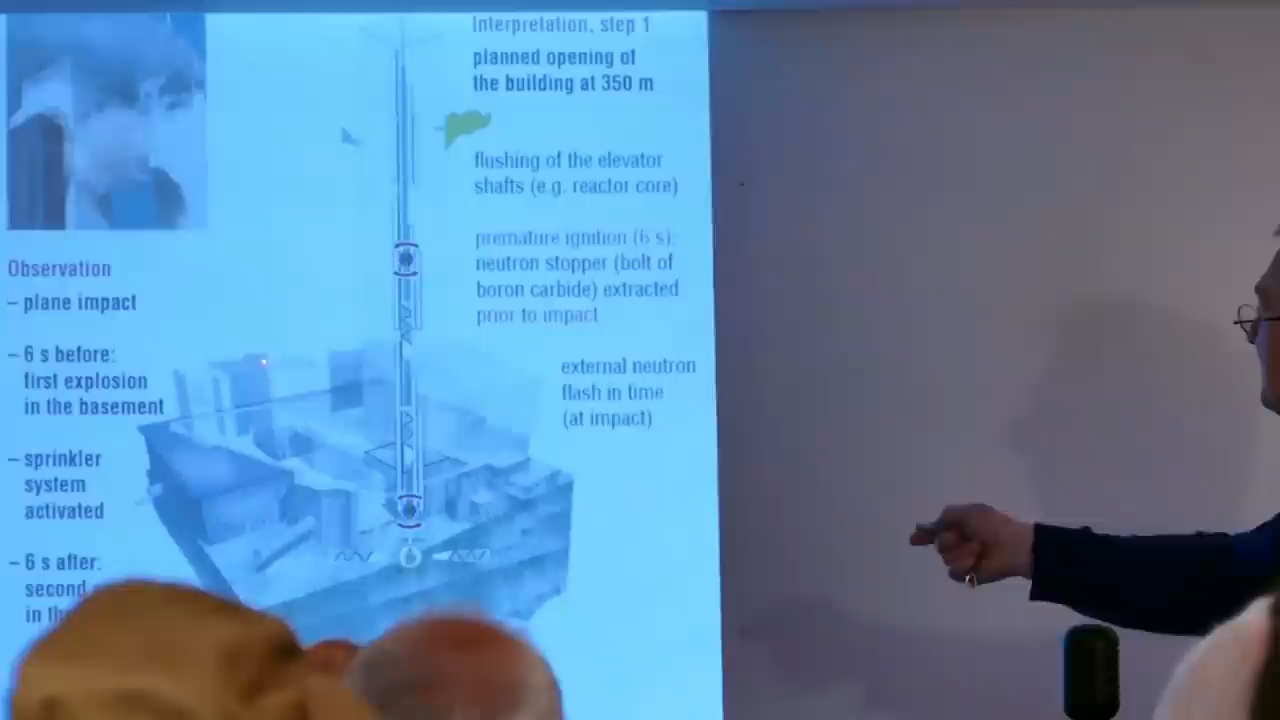 Interpretation, step 1
planned opening of
the building at 350 m
flushing of the elevator
shafts (e.g. reactor core)
premature ignition (6 s):
neutron stopper (bolt of
boron carbide) extracted
prior to impact
external neutron
flash in time
(at impact)
Observation
– plane impact
– 6 s before:
first explosion
in the basement
– sprinkler
system
activated
– 6 s after:
second
in